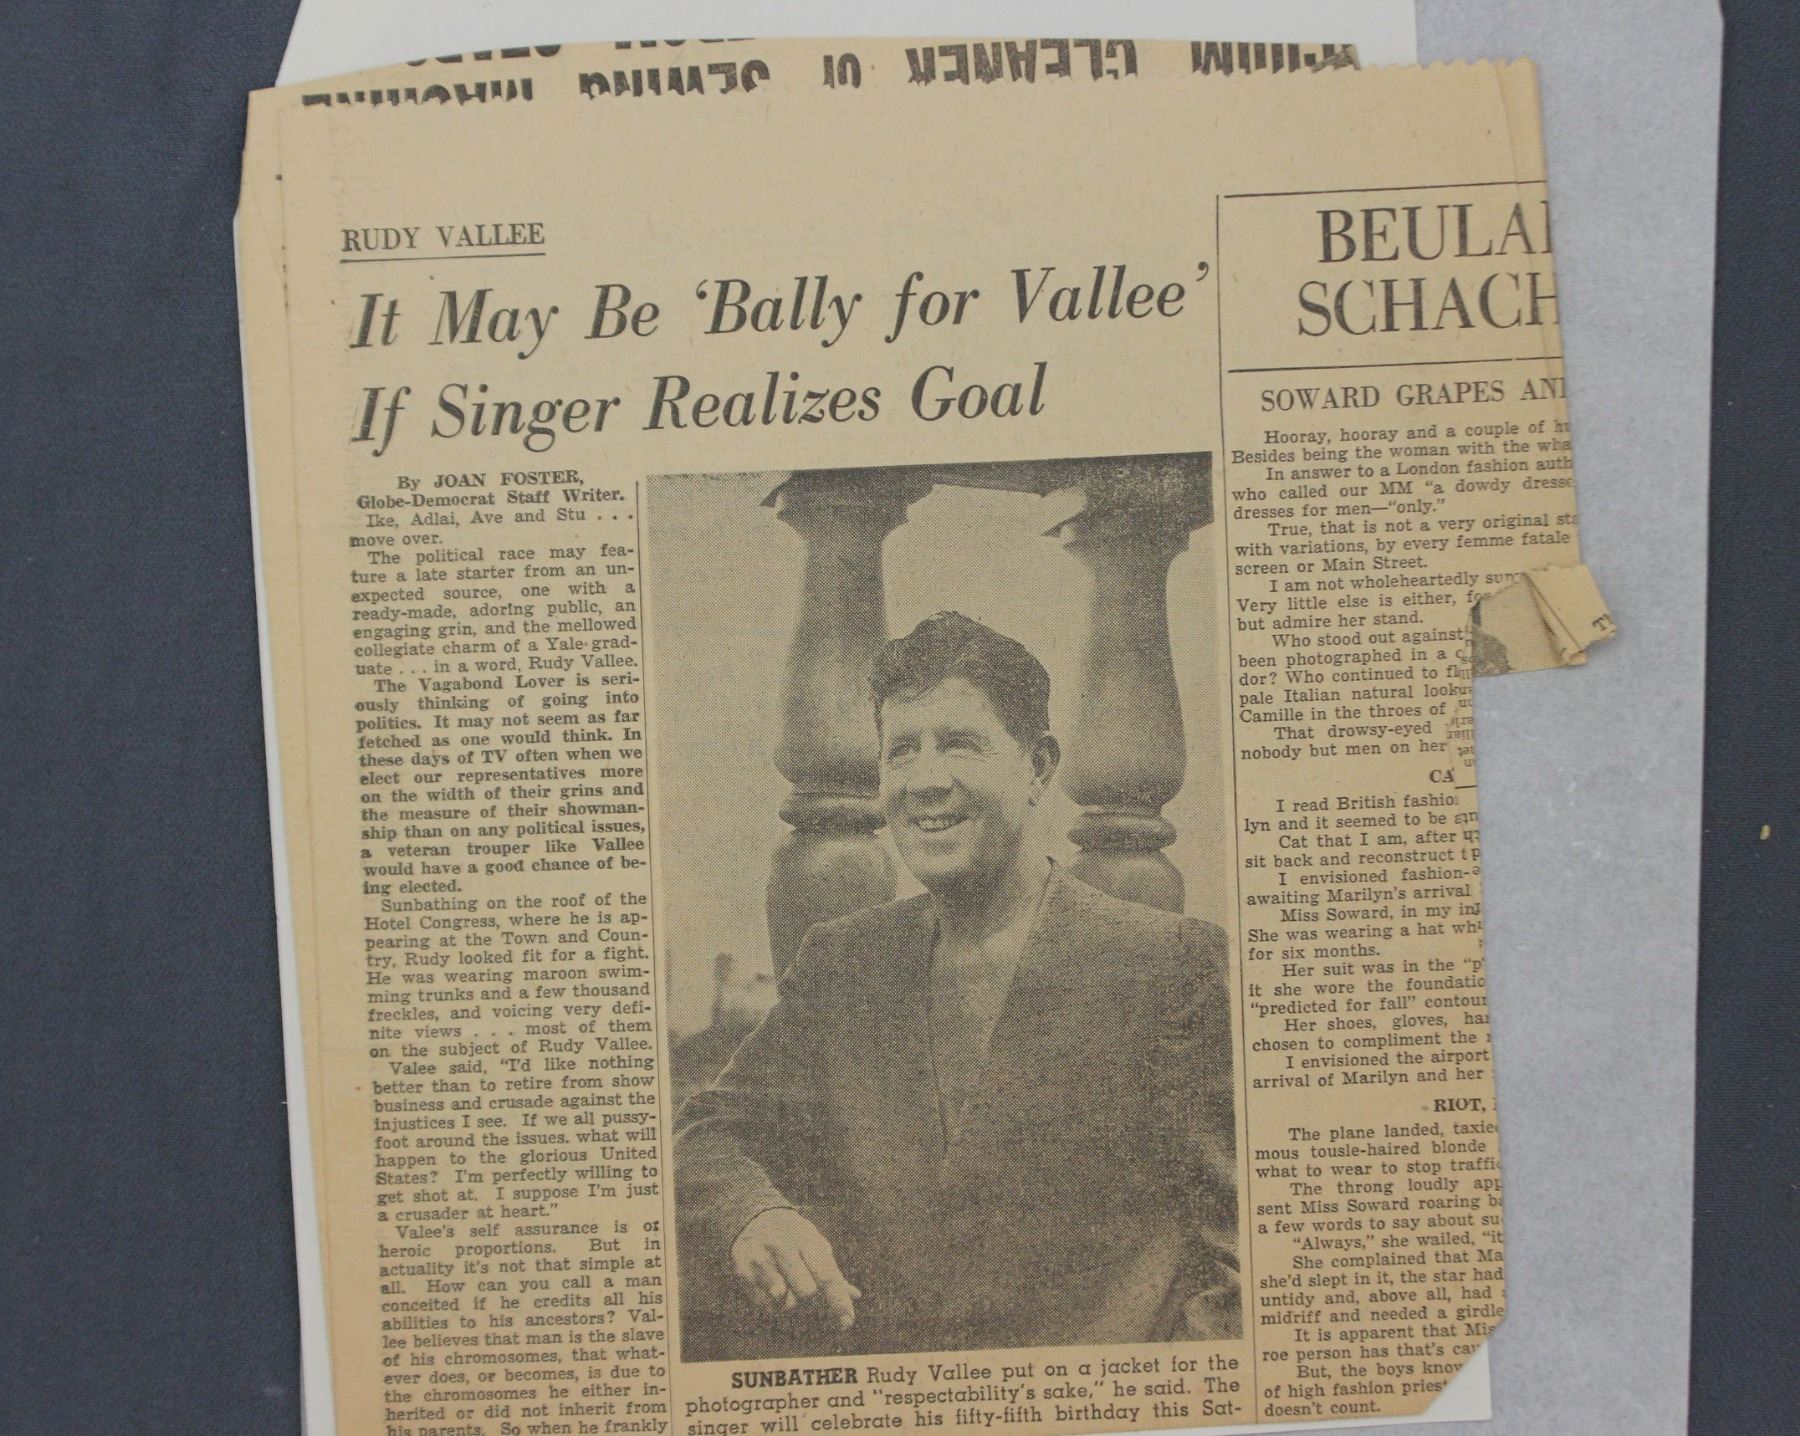 CLEANER or SEWING MACHINE
RUDY VALLEE
It May Be ‘Bally for Vallee’
If Singer Realizes Goal
By JOAN FOSTER,
Globe-Democrat Staff Writer.
Ike, Adlai, Ave and Stu . . .
move over.
The political race may fea-
ture a late starter from an un-
expected source, one with a
ready-made, adoring public, an
engaging grin, and the mellowed
collegiate charm of a Yale grad-
uate . . . in a word, Rudy Vallee.
The Vagabond Lover is seri-
ously thinking of going into
politics. It may not seem as far
fetched as one would think. In
these days of TV often when we
elect our representatives more
on the width of their grins and
the measure of their showman-
ship than on any political issues,
a veteran trouper like Vallee
would have a good chance of be-
ing elected.
Sunbathing on the roof of the
Hotel Congress, where he is ap-
pearing at the Town and Coun-
try, Rudy looked fit for a fight.
He was wearing maroon swim-
ming trunks and a few thousand
freckles, and voicing very defi-
nite views . . . most of them
on the subject of Rudy Vallee.
Valee said, “I’d like nothing
better than to retire from show
business and crusade against the
injustices I see. If we all pussy-
foot around the issues. what will
happen to the glorious United
States? I’m perfectly willing to
get shot at. I suppose I’m just
a crusader at heart.”
Valee’s self assurance is of
heroic proportions. But in
actuality it’s not that simple at
all. How can you call a man
conceited if he credits all his
abilities to his ancestors? Val-
lee believes that man is the slave
of his chromosomes, that what-
ever does, or becomes, is due to
the chromosomes he either in-
herited or did not inherit from
his parents. So when he frankly
SUNBATHER Rudy Vallee put on a jacket for the
photographer and "respectability's sake," he said. The
singer will celebrate his fifty-fifth birthday this Sat-
BEULA
SCHACH
SOWARD GRAPES AN
Hooray, hooray and a couple of
Besides being the woman with the
In answer to a London fashion
who called our MM “a dowdy
dresses for men—“only.”
True, that is not a very original
with variations, by every femme fatale
screen or Main Street.
I am not wholeheartedly
Very little else is either,
but admire her stand.
Who stood out against
been photographed in a
dor? Who continued to
pale Italian natural
Camille in the throes of
That drowsy-eyed
nobody but men on her
CA
I read British
lyn and it seemed to be
Cat that I am, after
sit back and reconstruct
I envisioned fashion-
awaiting Marilyn’s arrival
Miss Soward, in my
She was wearing a hat
for six months.
Her suit was in the
it she wore the
“predicted for fall”
Her shoes, gloves,
chosen to compliment the
I envisioned the airport
arrival of Marilyn and her
RIOT,
The plane landed,
mous tousle-haired blonde
what to wear to stop
The throng loudly
sent Miss Soward roaring
a few words to say about
“Always,” she wailed, “it
She complained that
she’d slept in it, the star had
untidy and, above all, had
midriff and needed a girdle
It is apparent that
roe person has that’s
But, the boys know
of high fashion
doesn’t count.